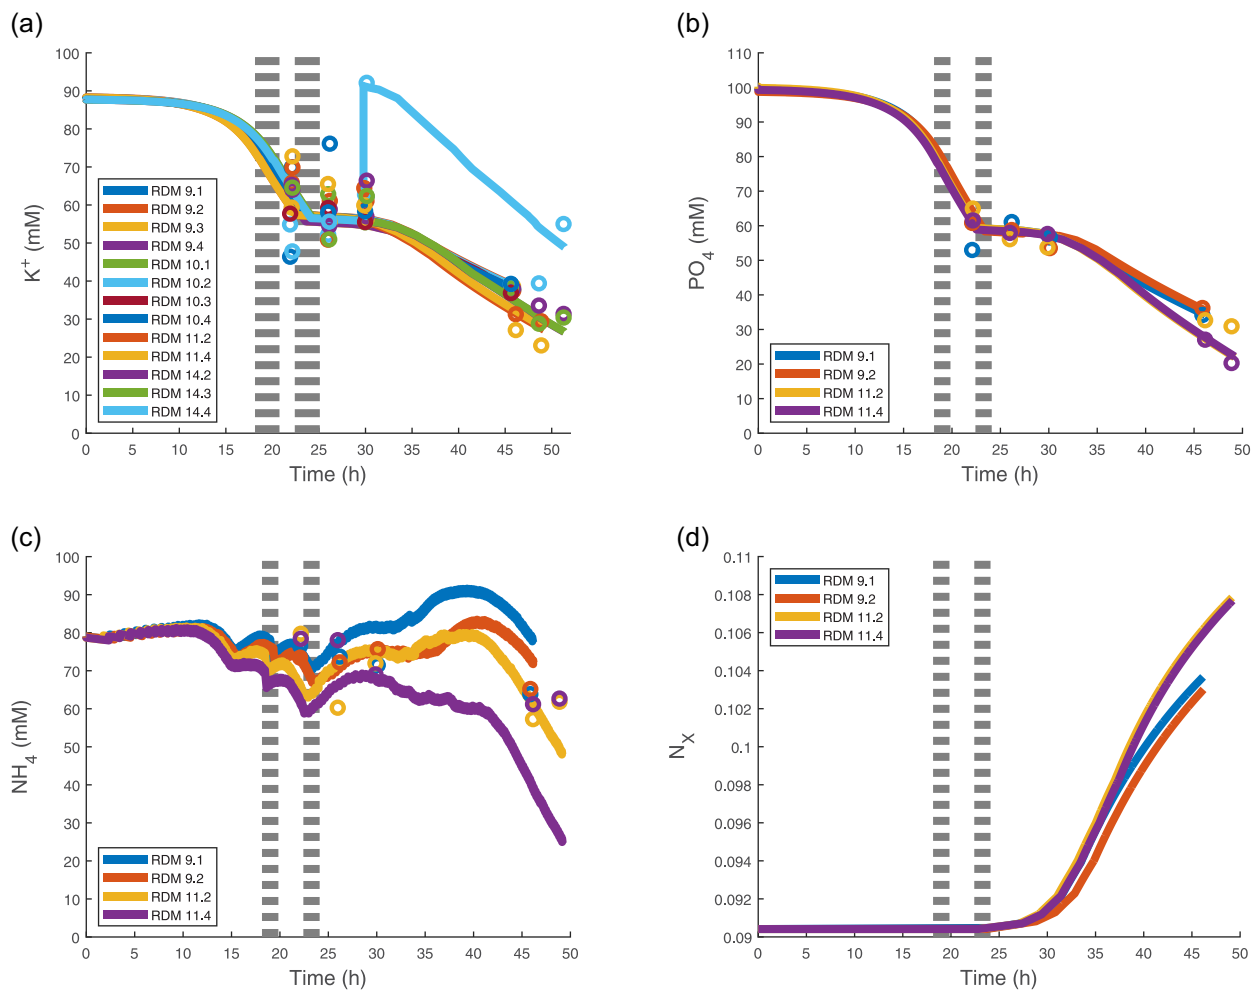 (a)
100
90
80
70
60
50
40
30
20
10
0
K+ (mM)
RDM 9.1
RDM 9.2
RDM 9.3
RDM 9.4
RDM 10.1
RDM 10.2
RDM 10.3
RDM 10.4
RDM 11.2
RDM 11.4
RDM 14.2
RDM 14.3
RDM 14.4
0 5 10 15 20 25 30 35 40 45 50
Time (h)
(b)
110
100
90
80
70
60
50
40
30
20
10
0
PO4 (mM)
RDM 9.1
RDM 9.2
RDM 11.2
RDM 11.4
0 5 10 15 20 25 30 35 40 45 50
Time (h)
(c)
100
90
80
70
60
50
40
30
20
10
0
NH4 (mM)
RDM 9.1
RDM 9.2
RDM 11.2
RDM 11.4
0 5 10 15 20 25 30 35 40 45 50
Time (h)
(d)
0.11
0.108
0.106
0.104
0.102
0.1
0.098
0.096
0.094
0.092
0.09
NX
RDM 9.1
RDM 9.2
RDM 11.2
RDM 11.4
0 5 10 15 20 25 30 35 40 45 50
Time (h)